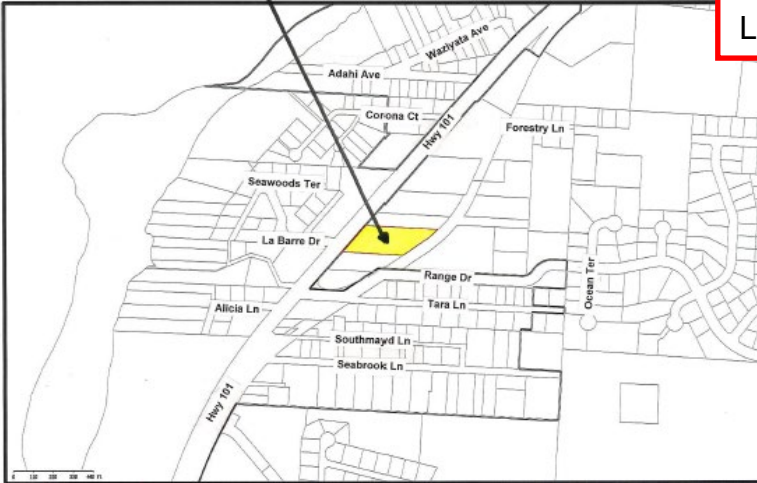 L
Waziyata Ave
Adahi Ave
Corona Ct
Hwy 101
Forestry Ln
Seawoods Ter
La Barre Dr
Range Dr
Ocean Ter
Tara Ln
Alicia Ln
Southmayd Ln
Seabrook Ln
Hwy 101